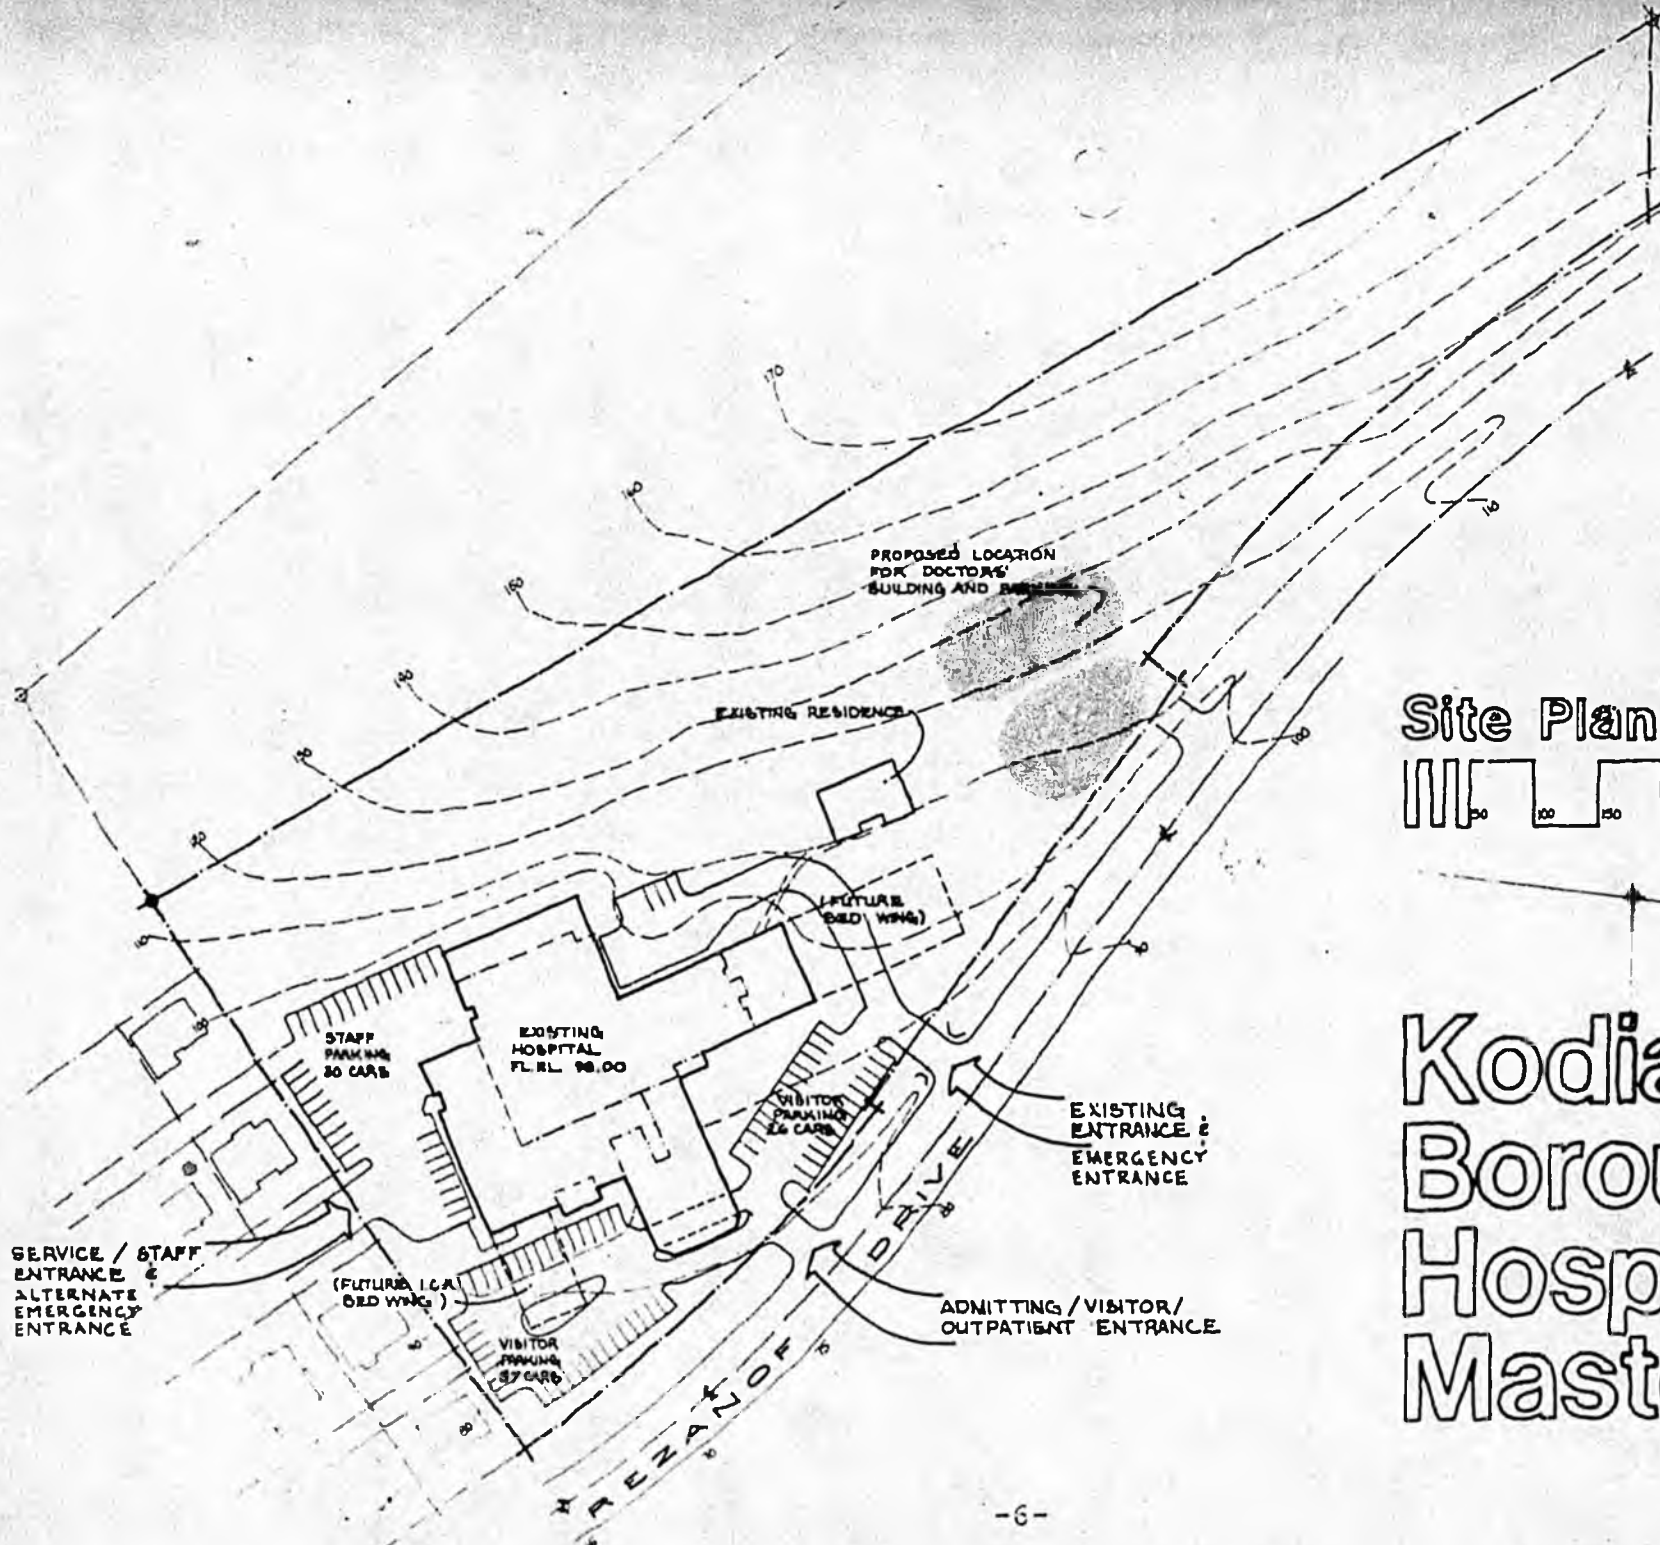 170
160
150
140
130
120
110
100
PROPOSED LOCATION
FOR DOCTORS'
BUILDING AND
EXISTING RESIDENCE
110
100
Site Plan
50 100 150
(FUTURE
BED WING)
STAFF
PARKING
30 CARS
EXISTING
HOSPITAL
FL. EL. 98.00
VISITOR
PARKING
26 CARS
EXISTING
ENTRANCE &
EMERGENCY
ENTRANCE
SERVICE / STAFF
ENTRANCE &
ALTERNATE
EMERGENCY
ENTRANCE
(FUTURE I.C.F.
BED WING)
VISITOR
PARKING
37 CARS
ADMITTING / VISITOR /
OUTPATIENT ENTRANCE
REZANOF DRIVE
Kodia
Borou
Hosp
Mast
-6-